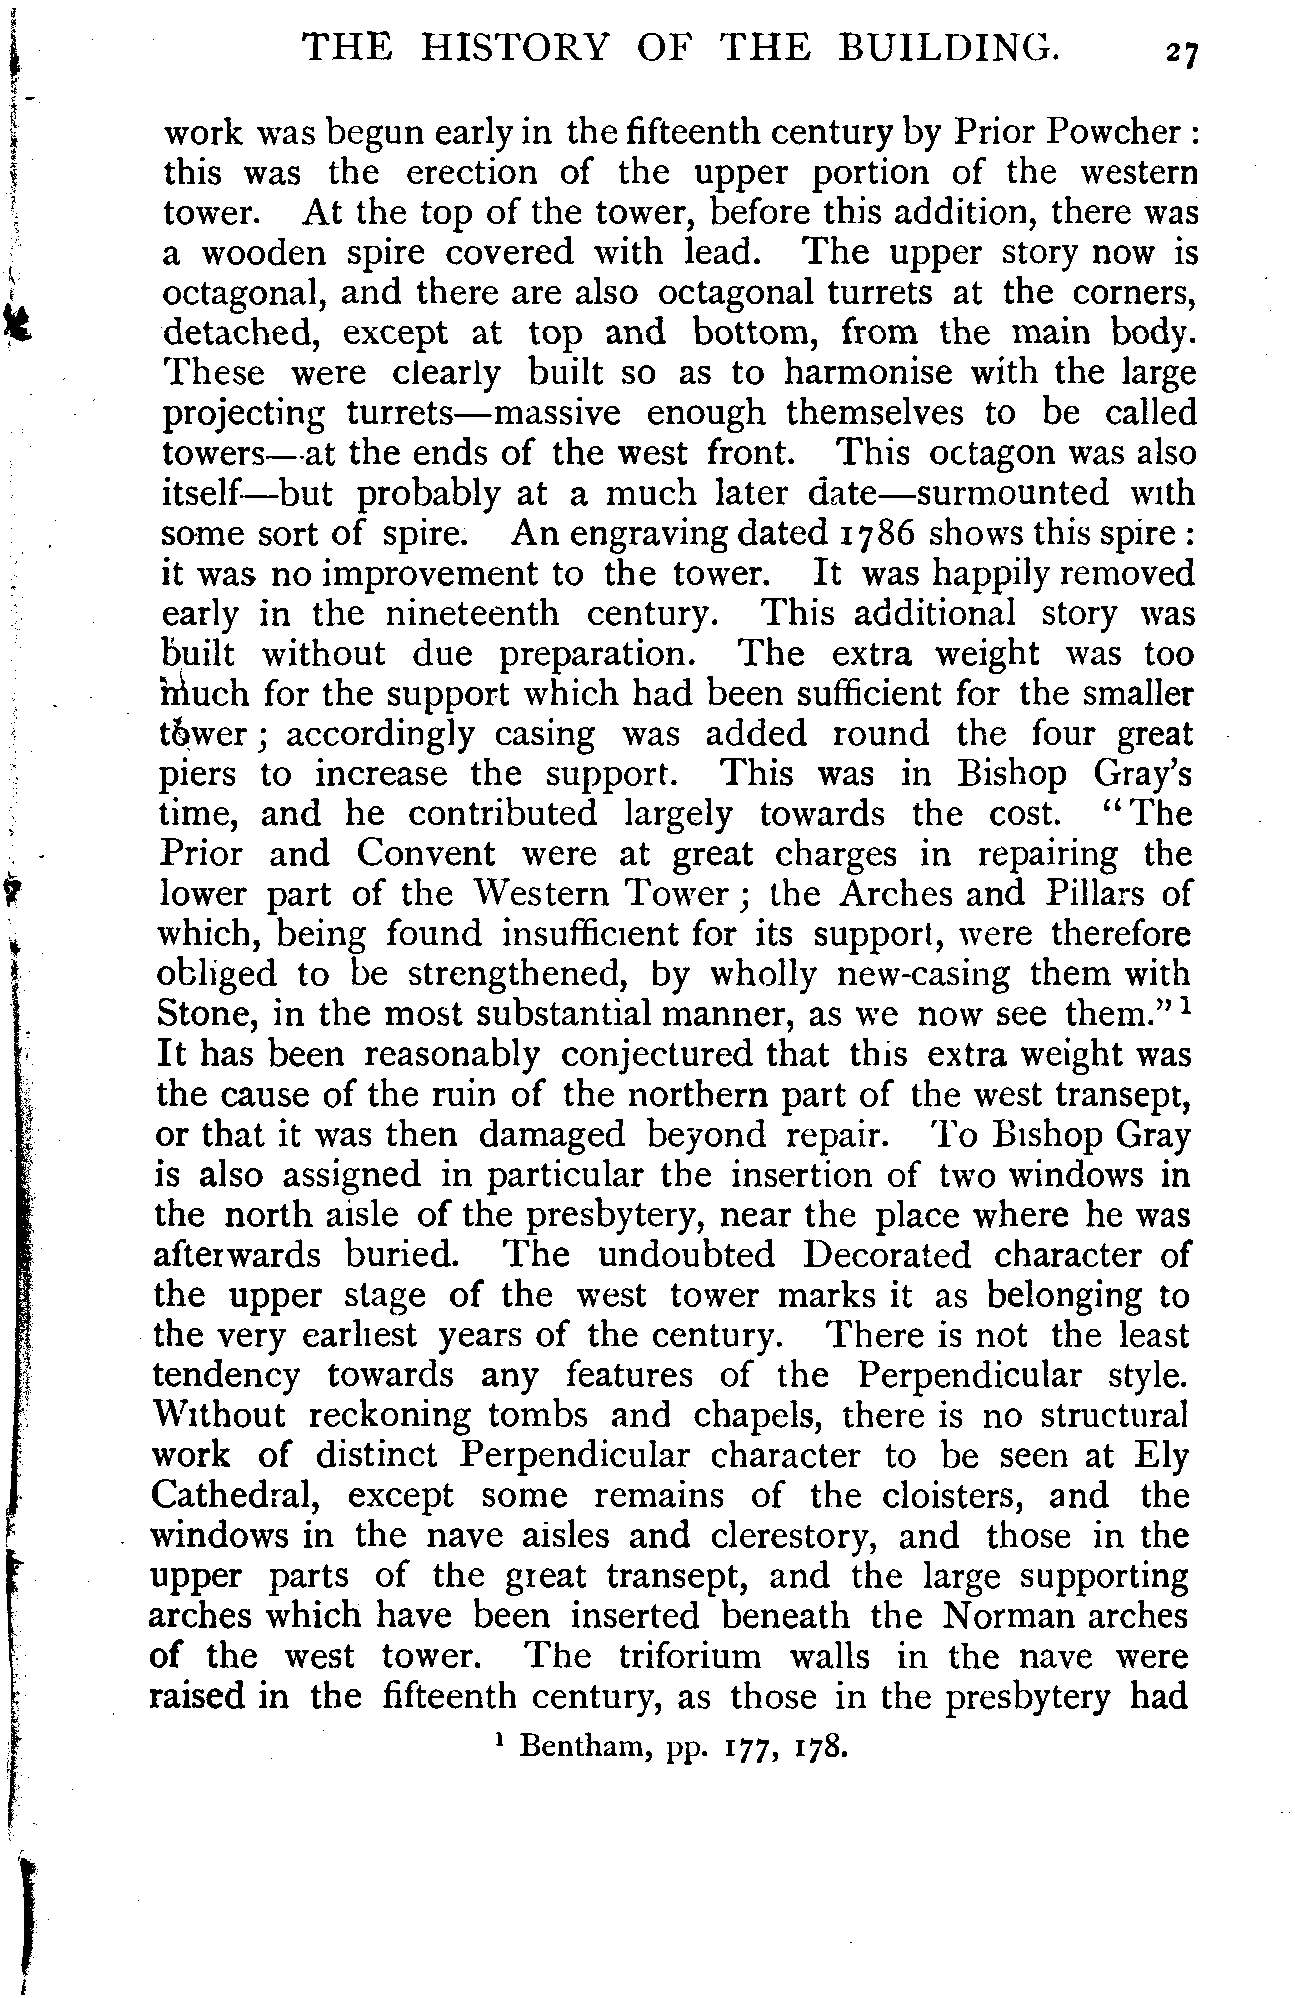 THE HISTORY OF THE BUILDING. 27
work was begun early in the fifteenth century by Prior Powcher :
this was the erection of the upper portion of the western
tower. At the top of the tower, before this addition, there was
a wooden spire covered with lead. The upper story now is
octagonal, and there are also octagonal turrets at the corners,
detached, except at top and bottom, from the main body.
These were clearly built so as to harmonise with the large
projecting turrets—massive enough themselves to be called
towers—at the ends of the west front. This octagon was also
itself—but probably at a much later date—surmounted with
some sort of spire. An engraving dated 1786 shows this spire :
it was no improvement to the tower. It was happily removed
early in the nineteenth century. This additional story was
built without due preparation. The extra weight was too
much for the support which had been sufficient for the smaller
tower ; accordingly casing was added round the four great
piers to increase the support. This was in Bishop Gray's
time, and he contributed largely towards the cost. "The
Prior and Convent were at great charges in repairing the
lower part of the Western Tower ; the Arches and Pillars of
which, being found insufficient for its support, were therefore
obliged to be strengthened, by wholly new-casing them with
Stone, in the most substantial manner, as we now see them." ¹
It has been reasonably conjectured that this extra weight was
the cause of the ruin of the northern part of the west transept,
or that it was then damaged beyond repair. To Bishop Gray
is also assigned in particular the insertion of two windows in
the north aisle of the presbytery, near the place where he was
afterwards buried. The undoubted Decorated character of
the upper stage of the west tower marks it as belonging to
the very earliest years of the century. There is not the least
tendency towards any features of the Perpendicular style.
Without reckoning tombs and chapels, there is no structural
work of distinct Perpendicular character to be seen at Ely
Cathedral, except some remains of the cloisters, and the
windows in the nave aisles and clerestory, and those in the
upper parts of the great transept, and the large supporting
arches which have been inserted beneath the Norman arches
of the west tower. The triforium walls in the nave were
raised in the fifteenth century, as those in the presbytery had
¹ Bentham, pp. 177, 178.